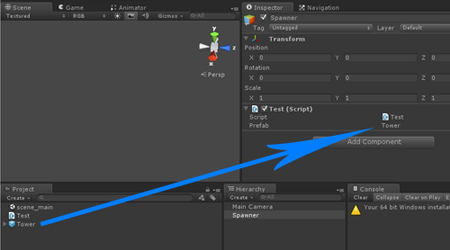 Scene
Game
Animator
Textured
RGB
Gizmos
All
Persp
Inspector
Navigation
Spawner
Tag Untagged Layer Default
Transform
Position
X 0 Y 0 Z 0
Rotation
X 0 Y 0 Z 0
Scale
X 1 Y 1 Z 1
Test (Script)
Script Test
Prefab Tower
Add Component
Project
Create
scene_main
Test
Tower
Hierarchy
Create All
Main Camera
Spawner
Console
Clear Collapse Clear on Play
Your 64 bit Windows installat